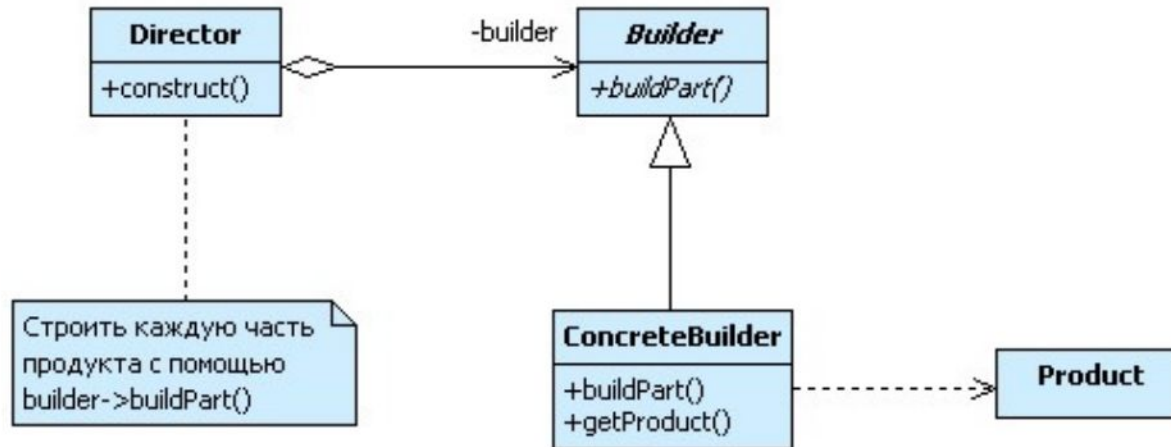 Director
+construct()
-builder
Builder
+buildPart()
Строить каждую часть
продукта с помощью
builder->buildPart()
ConcreteBuilder
+buildPart()
+getProduct()
Product